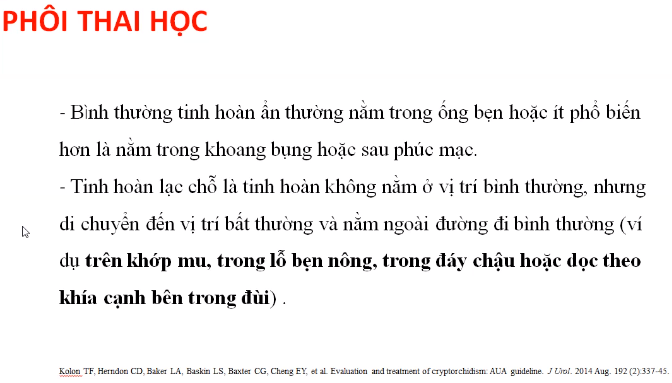 PHÔI THAI HỌC
- Bình thường tinh hoàn ẩn thường nằm trong ống bẹn hoặc ít phổ biến
hơn là nằm trong khoang bụng hoặc sau phúc mạc.
- Tinh hoàn lạc chỗ là tinh hoàn không nằm ở vị trí bình thường, nhưng
di chuyển đến vị trí bất thường và nằm ngoài đường đi bình thường (ví
dụ trên khớp mu, trong lỗ bẹn nông, trong đáy chậu hoặc dọc theo
khía cạnh bên trong đùi) .
Kolon TF, Herndon CD, Baker LA, Baskin LS, Baxter CG, Cheng EY, et al. Evaluation and treatment of cryptorchidism: AUA guideline. J Urol. 2014 Aug. 192 (2):337-45.